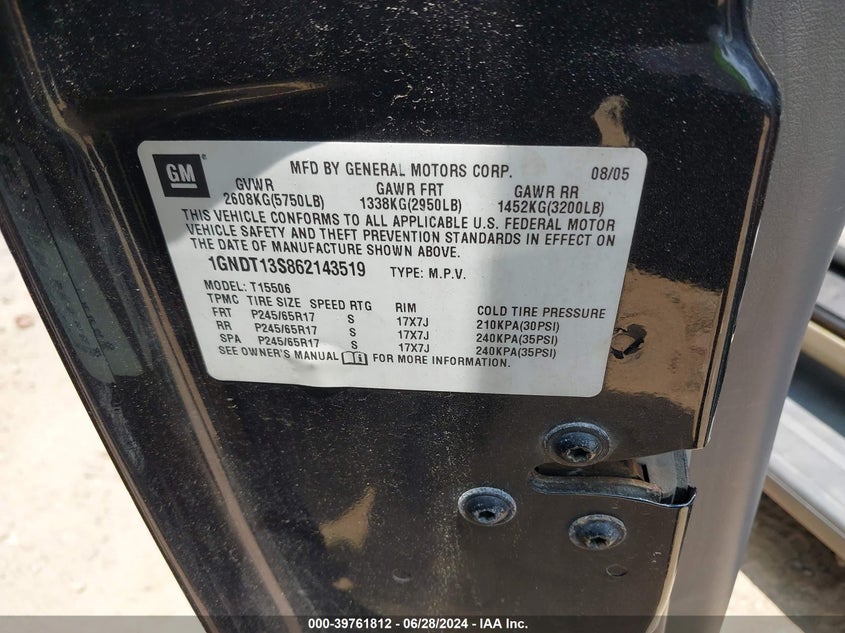 GM
MFD BY GENERAL MOTORS CORP. 08/05
GVWR GAWR FRT GAWR RR
2608KG(5750LB) 1338KG(2950LB) 1452KG(3200LB)
THIS VEHICLE CONFORMS TO ALL APPLICABLE U.S. FEDERAL MOTOR
VEHICLE SAFETY AND THEFT PREVENTION STANDARDS IN EFFECT ON
THE DATE OF MANUFACTURE SHOWN ABOVE.
1GNDT13S862143519 TYPE: M.P.V.
MODEL: T15506
TPMC TIRE SIZE SPEED RTG RIM COLD TIRE PRESSURE
FRT P245/65R17 S 17X7J 210KPA(30PSI)
RR P245/65R17 S 17X7J 240KPA(35PSI)
SPA P245/65R17 S 17X7J 240KPA(35PSI)
SEE OWNER'S MANUAL FOR MORE INFORMATION.
000-39761812 - 06/28/2024 - IAA Inc.